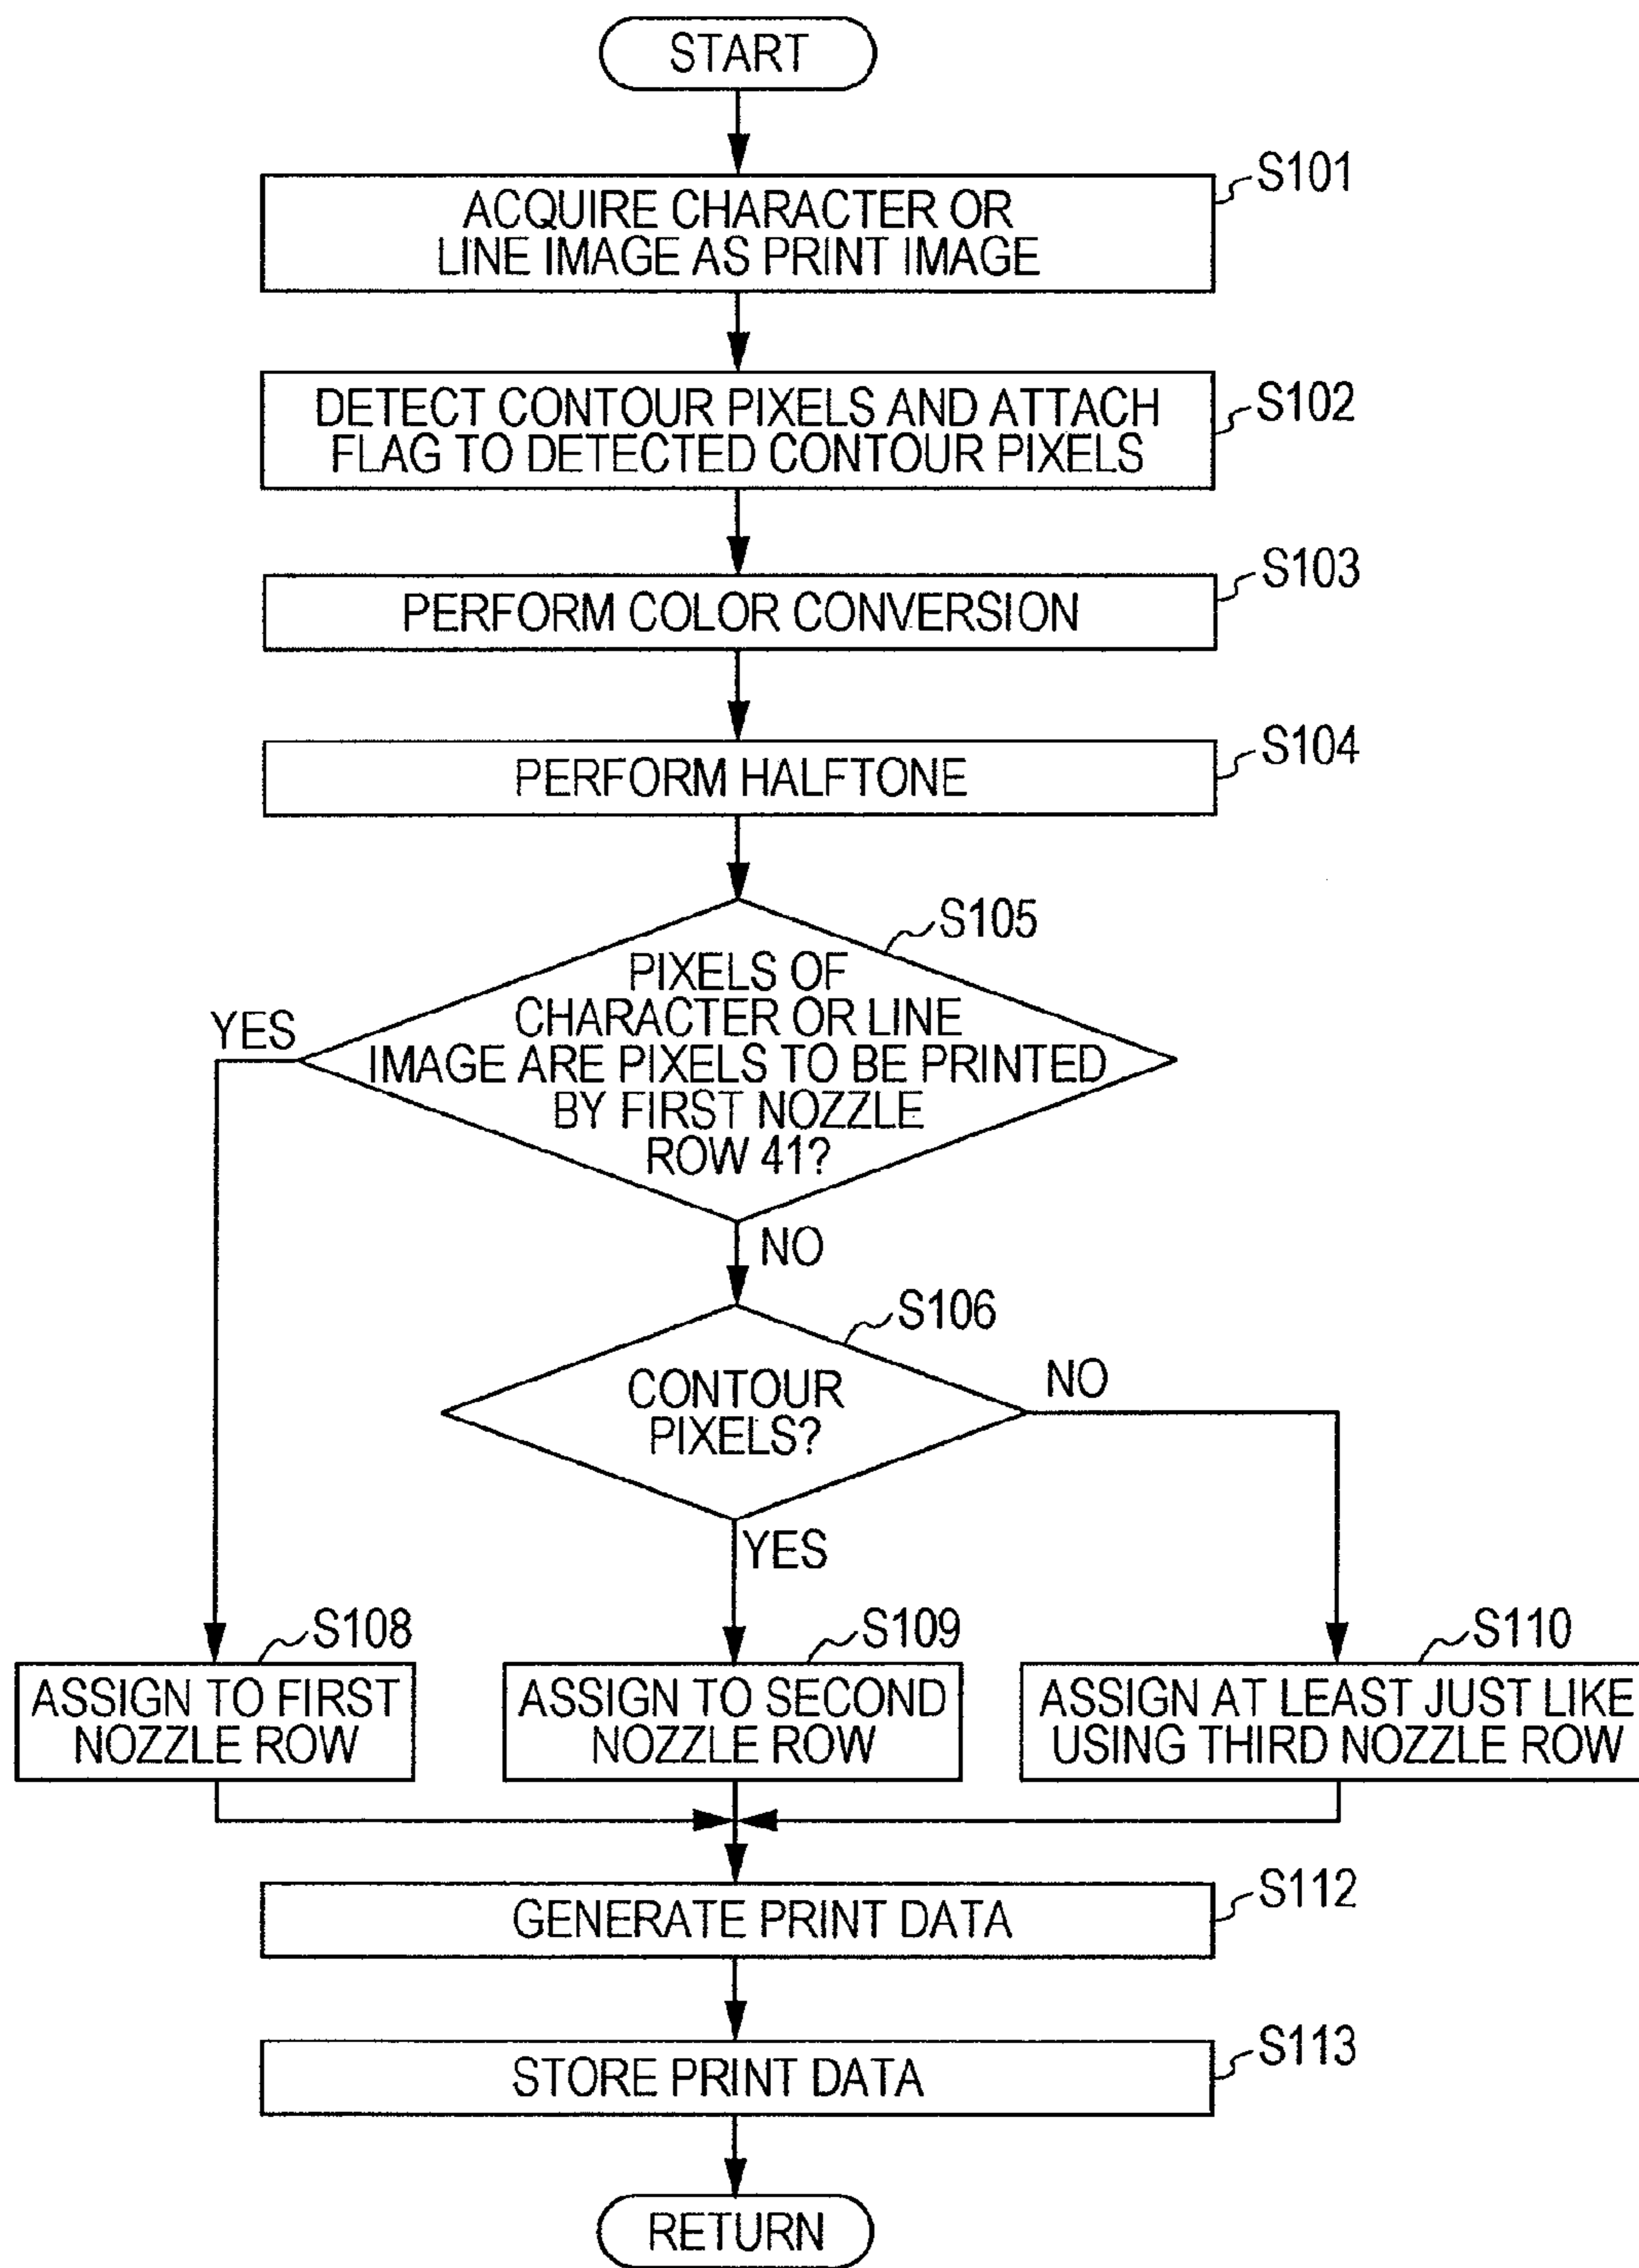 START
S101
ACQUIRE CHARACTER OR
LINE IMAGE AS PRINT IMAGE
S102
DETECT CONTOUR PIXELS AND ATTACH
FLAG TO DETECTED CONTOUR PIXELS
S103
PERFORM COLOR CONVERSION
S104
PERFORM HALFTONE
S105
PIXELS OF
CHARACTER OR LINE
IMAGE ARE PIXELS TO BE PRINTED
BY FIRST NOZZLE
ROW 41?
YES
NO
S106
CONTOUR
PIXELS?
NO
YES
S108
ASSIGN TO FIRST
NOZZLE ROW
S109
ASSIGN TO SECOND
NOZZLE ROW
S110
ASSIGN AT LEAST JUST LIKE
USING THIRD NOZZLE ROW
S112
GENERATE PRINT DATA
S113
STORE PRINT DATA
RETURN